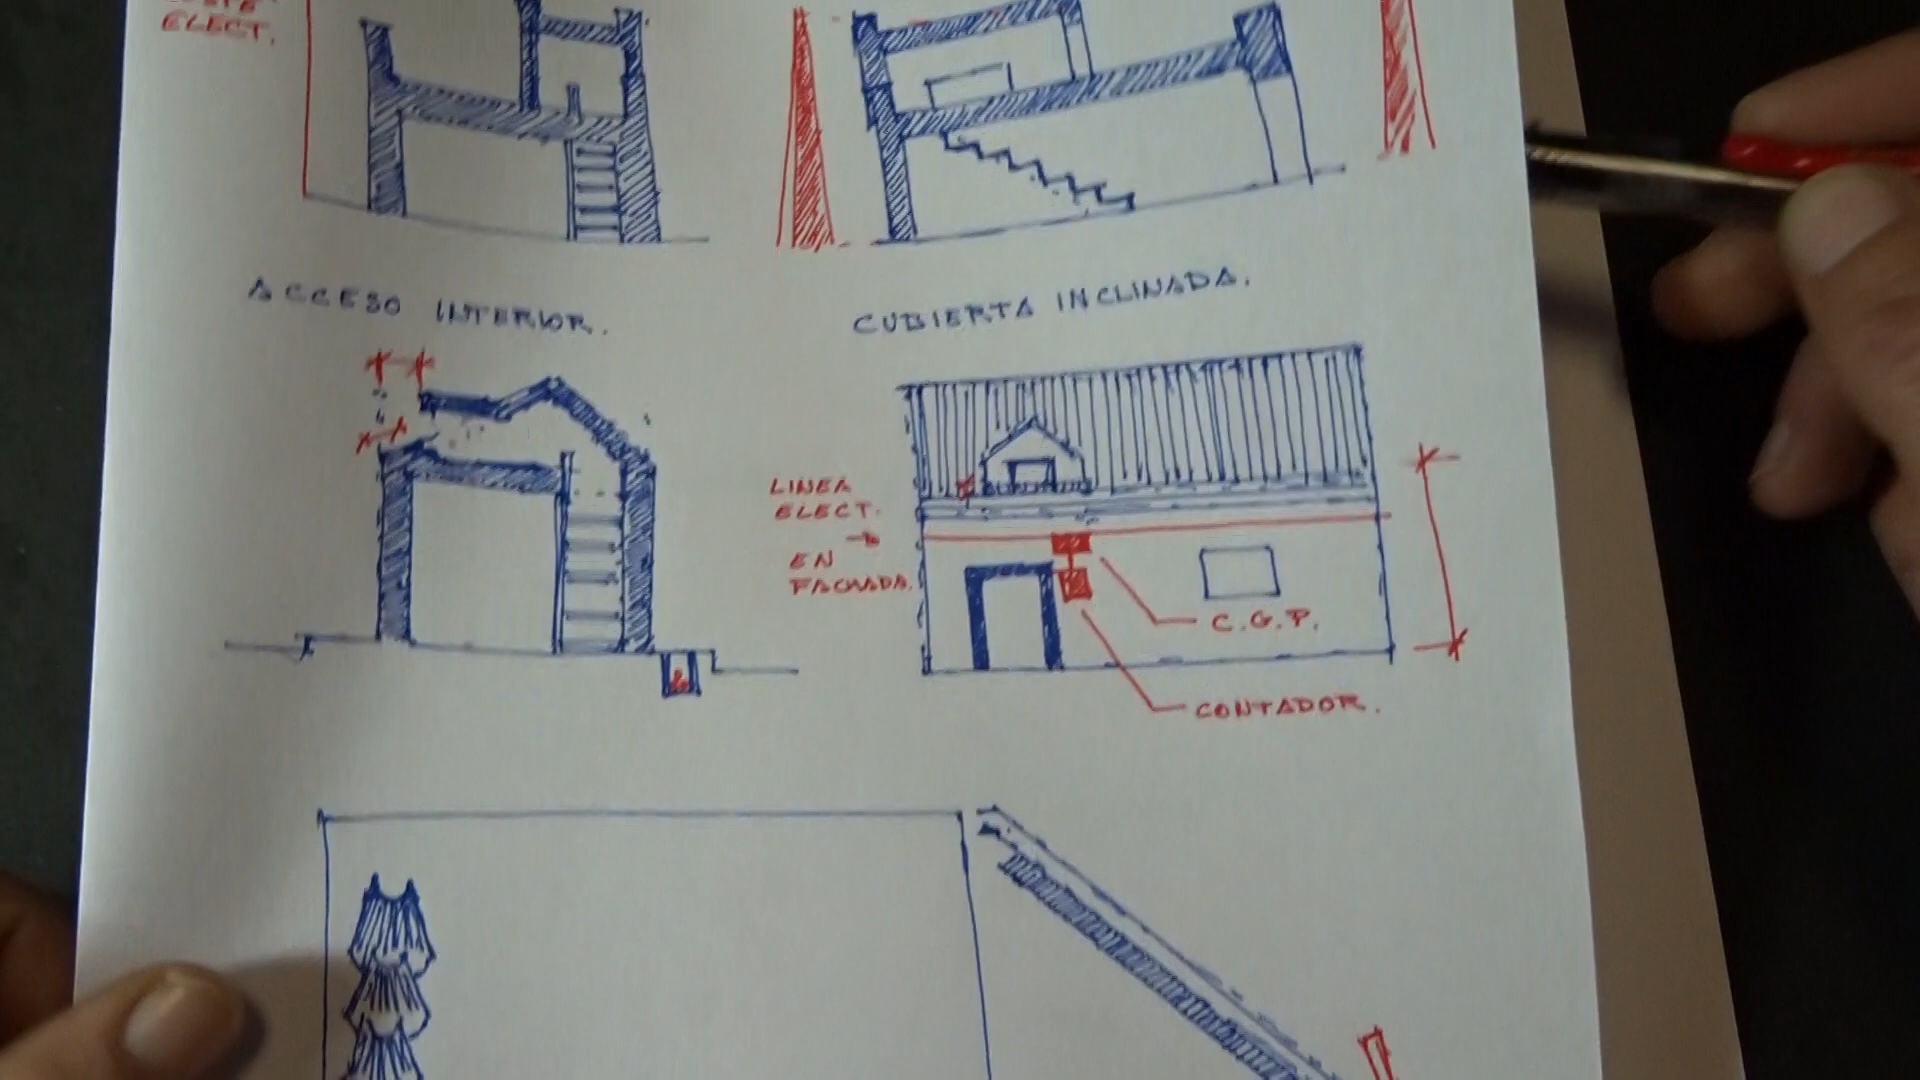 ELECT.
ACCESO INTERIOR.
CUBIERTA INCLINADA.
LINEA
ELECT.
EN
FACHADA.
C.G.P.
CONTADOR.